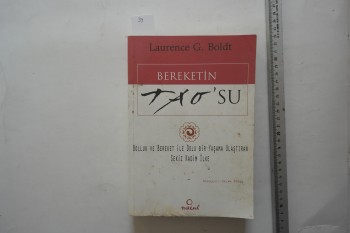 Laurence G. Boldt
BEREKETİN
TAO'SU
BOLLUK VE BEREKET İLE DOLU BİR YAŞAMA ULAŞTIRAN
SEKİZ KADİM İLKE